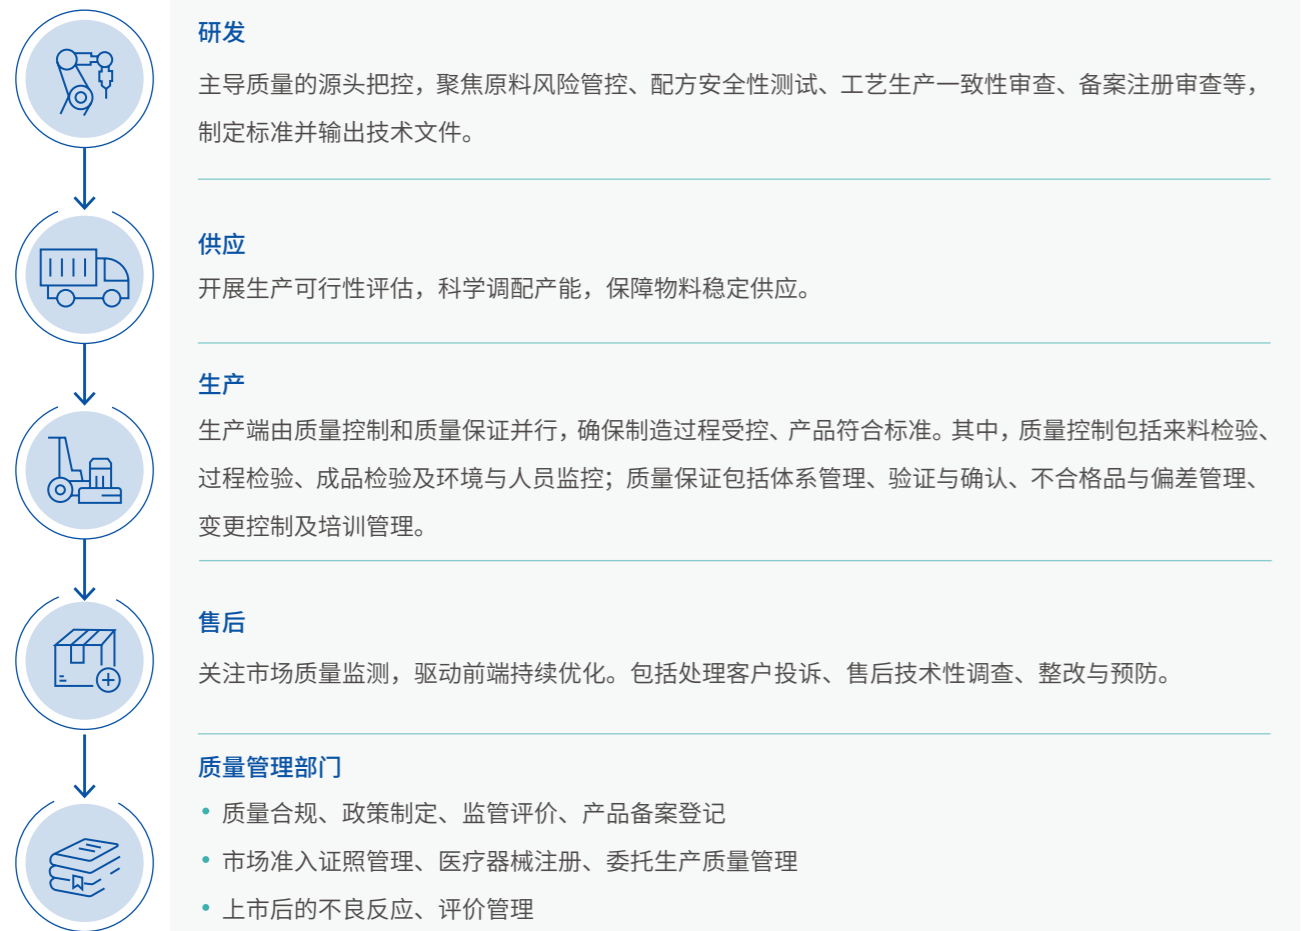 研发
主导质量的源头把控，聚焦原料风险管控、配方安全性测试、工艺生产一致性审查、备案注册审查等，
制定标准并输出技术文件。
供应
开展生产可行性评估，科学调配产能，保障物料稳定供应。
生产
生产端由质量控制和质量保证并行，确保制造过程受控、产品符合标准。其中，质量控制包括来料检验、
过程检验、成品检验及环境与人员监控；质量保证包括体系管理、验证与确认、不合格品与偏差管理、
变更控制及培训管理。
售后
关注市场质量监测，驱动前端持续优化。包括处理客户投诉、售后技术性调查、整改与预防。
质量管理部门
• 质量合规、政策制定、监管评价、产品备案登记
• 市场准入证照管理、医疗器械注册、委托生产质量管理
• 上市后的不良反应、评价管理